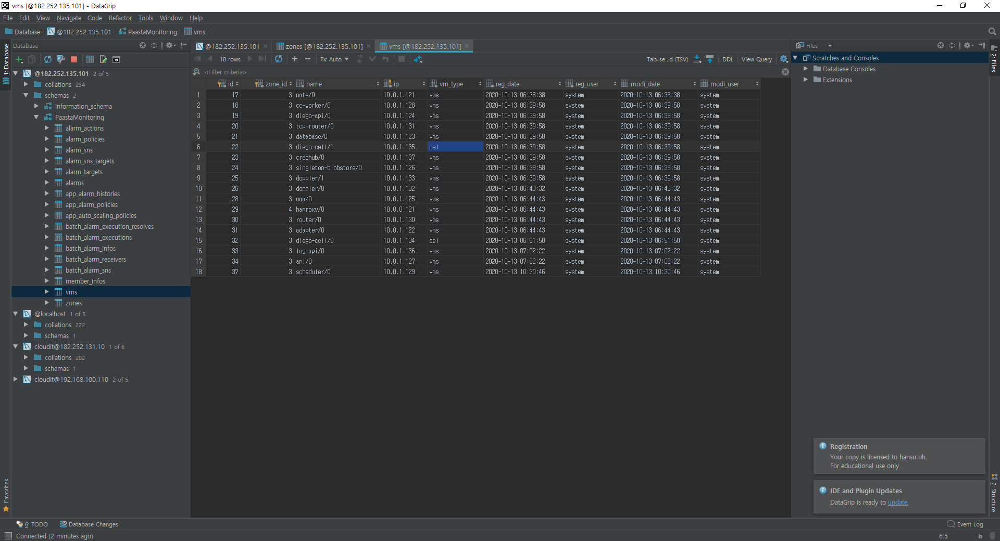 vms [@182.252.135.101] - DataGrip
File Edit View Navigate Code Refactor Tools Window Help
Database @182.252.135.101 PaastaMonitoring vms
1: Database
Database
@182.252.135.101 2 of 5
collations 234
schemas 2
information_schema
PaastaMonitoring
alarm_actions
alarm_policies
alarm_sns
alarm_sns_targets
alarm_targets
alarms
app_alarm_histories
app_alarm_policies
app_auto_scaling_policies
batch_alarm_execution_resolves
batch_alarm_executions
batch_alarm_infos
batch_alarm_receivers
batch_alarm_sns
member_infos
vms
zones
@localhost 1 of 5
collations 222
schemas 1
cloudit@182.252.131.10 1 of 6
collations 202
schemas 1
cloudit@192.168.100.110 2 of 5
Favorites
@182.252.135.101 zones [@182.252.135.101] vms [@182.252.135.101]
18 rows Tx: Auto DB Tab-se...d (TSV) DDL View Query
<Filter criteria>
id zone_id name ip vm_type reg_date reg_user modi_date modi_user
1 17 3 nats/0 10.0.1.121 vms 2020-10-13 06:38:38 system 2020-10-13 06:38:38 system
2 18 3 cc-worker/0 10.0.1.128 vms 2020-10-13 06:39:58 system 2020-10-13 06:39:58 system
3 19 3 diego-api/0 10.0.1.124 vms 2020-10-13 06:39:58 system 2020-10-13 06:39:58 system
4 20 3 tcp-router/0 10.0.1.131 vms 2020-10-13 06:39:58 system 2020-10-13 06:39:58 system
5 21 3 database/0 10.0.1.123 vms 2020-10-13 06:39:58 system 2020-10-13 06:39:58 system
6 22 3 diego-cell/1 10.0.1.135 cel 2020-10-13 06:39:58 system 2020-10-13 06:39:58 system
7 23 3 credhub/0 10.0.1.137 vms 2020-10-13 06:39:58 system 2020-10-13 06:39:58 system
8 24 3 singleton-blobstore/0 10.0.1.126 vms 2020-10-13 06:39:58 system 2020-10-13 06:39:58 system
9 25 3 doppler/1 10.0.1.133 vms 2020-10-13 06:39:58 system 2020-10-13 06:39:58 system
10 26 3 doppler/0 10.0.1.132 vms 2020-10-13 06:43:32 system 2020-10-13 06:43:32 system
11 28 3 uaa/0 10.0.1.125 vms 2020-10-13 06:44:43 system 2020-10-13 06:44:43 system
12 29 4 haproxy/0 10.0.0.121 vms 2020-10-13 06:44:43 system 2020-10-13 06:44:43 system
13 30 3 router/0 10.0.1.130 vms 2020-10-13 06:44:43 system 2020-10-13 06:44:43 system
14 31 3 adapter/0 10.0.1.122 vms 2020-10-13 06:44:43 system 2020-10-13 06:44:43 system
15 32 3 diego-cell/0 10.0.1.134 cel 2020-10-13 06:51:50 system 2020-10-13 06:51:50 system
16 33 3 log-api/0 10.0.1.136 vms 2020-10-13 07:02:22 system 2020-10-13 07:02:22 system
17 34 3 api/0 10.0.1.127 vms 2020-10-13 07:02:22 system 2020-10-13 07:02:22 system
18 37 3 scheduler/0 10.0.1.129 vms 2020-10-13 10:30:46 system 2020-10-13 10:30:46 system
Files
Scratches and Consoles
Database Consoles
Extensions
2: Files
Registration
Your copy is licensed to hansu oh.
For educational use only.
IDE and Plugin Updates
DataGrip is ready to update.
7: Structure
6: TODO Database Changes Event Log
Connected (2 minutes ago) 6:5